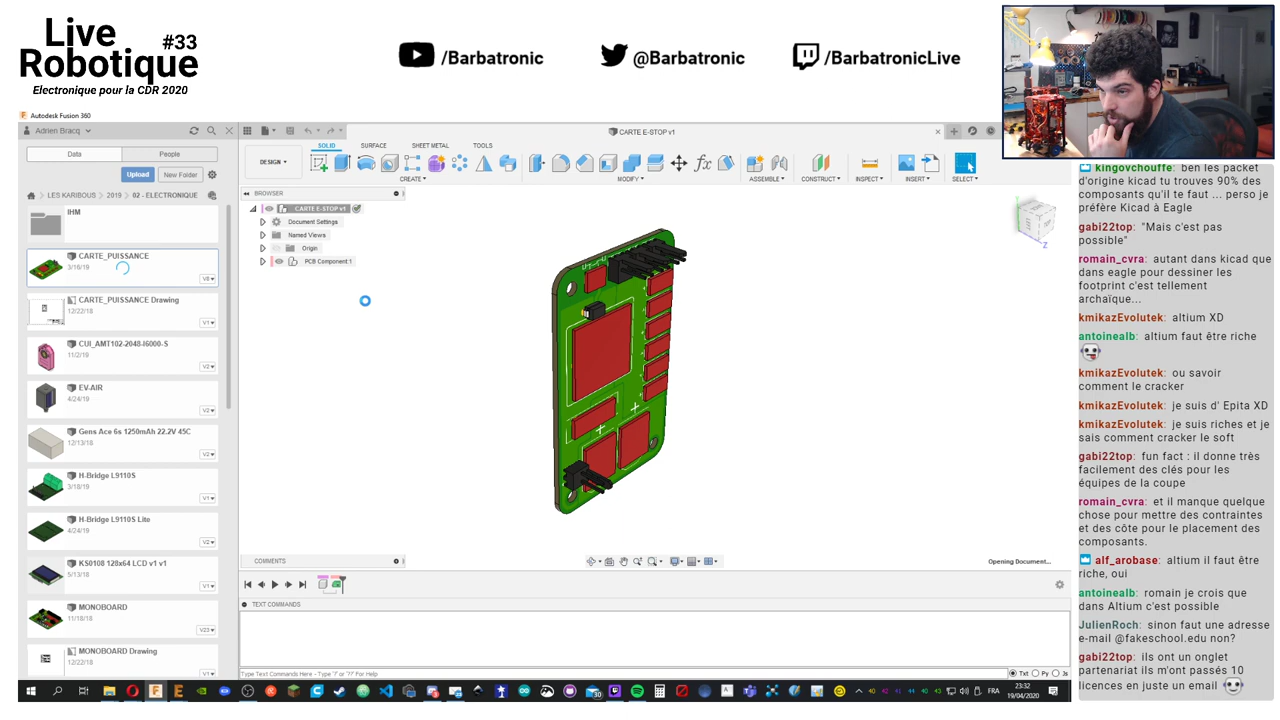 Live
Robotique #33
Electronique pour la CDR 2020
/Barbatronic
@Barbatronic
/BarbatronicLive
Autodesk Fusion 360
Adrien Bracq
Data
People
Upload
New Folder
LES KARIBOUS > 2019 > 02 - ELECTRONIQUE
IHM
CARTE_PUISSANCE
3/16/19
V8
CARTE_PUISSANCE Drawing
12/22/18
V1
CUI_AMT102-2048-I6000-S
11/2/19
V2
EV-AIR
4/24/19
V2
Gens Ace 6s 1250mAh 22.2V 45C
12/13/18
V2
H-Bridge L9110S
3/18/19
V1
H-Bridge L9110S Lite
4/24/19
V2
KS0108 128x64 LCD v1 v1
5/13/18
V1
MONOBOARD
11/18/18
V23
MONOBOARD Drawing
12/22/18
V1
CARTE E-STOP v1
SOLID
SURFACE
SHEET METAL
TOOLS
DESIGN
CREATE
MODIFY
ASSEMBLE
CONSTRUCT
INSPECT
INSERT
SELECT
BROWSER
CARTE E-STOP v1
Document Settings
Named Views
Origin
PCB Component:1
Z
COMMENTS
Opening Document...
TEXT COMMANDS
Type Text Commands Here - Type '?' or '??' For Help
Txt
Py
Js
FRA
23:32
19/04/2020
kingovchouffe: ben les packet
d'origine kicad tu trouves 90% des
composants qu'il te faut ... perso je
préfère Kicad à Eagle
gabi22top: "Mais c'est pas
possible"
romain_cvra: autant dans kicad que
dans eagle pour dessiner les
footprint c'est tellement
archaïque...
kmikazEvolutek: altium XD
antoinealb: altium faut être riche
kmikazEvolutek: ou savoir
comment le cracker
kmikazEvolutek: je suis d' Epita XD
kmikazEvolutek: je suis riches et je
sais comment cracker le soft
gabi22top: fun fact : il donne très
facilement des clés pour les
équipes de la coupe
romain_cvra: et il manque quelque
chose pour mettre des contraintes
et des côte pour le placement des
composants.
alf_arobase: altium il faut être
riche, oui
antoinealb: romain je crois que
dans Altium c'est possible
JulienRoch: sinon faut une adresse
e-mail @fakeschool.edu non?
gabi22top: ils ont un onglet
partenariat ils m'ont passés 10
licences en juste un email